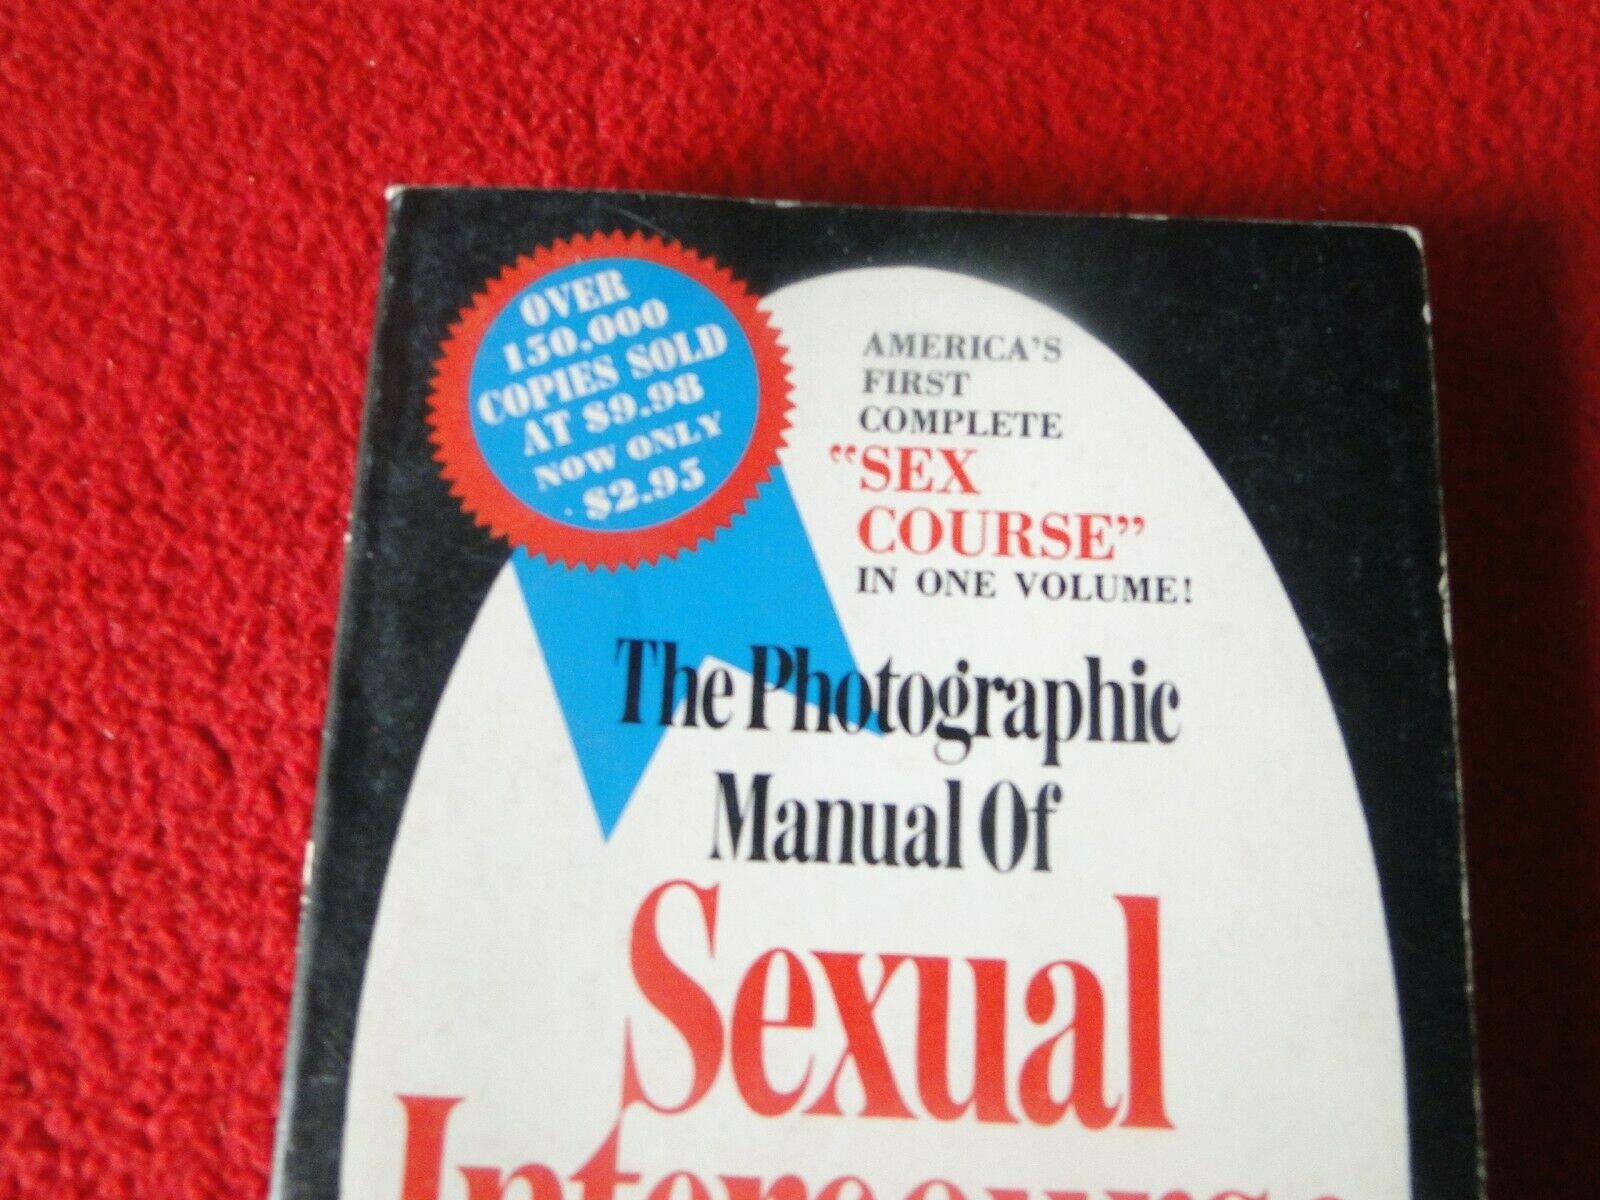 OVER
150,000
COPIES SOLD
AT $9.98
NOW ONLY
$2.95
AMERICA'S
FIRST
COMPLETE
"SEX
COURSE"
IN ONE VOLUME!
The Photographic
Manual Of
Sexual
Intercourse